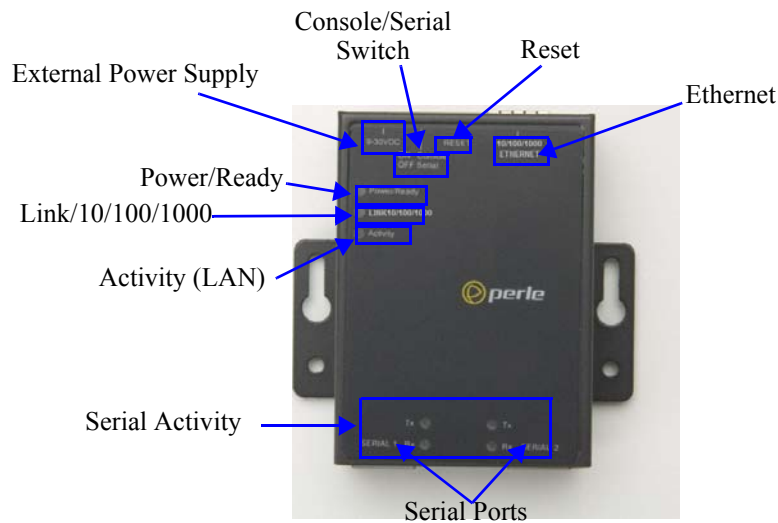 Console/Serial
Switch
Reset
External Power Supply
Ethernet
9-30VDC
RESET
10/100/1000
ETHERNET
OFF Serial
Power/Ready
Power/Ready
Link/10/100/1000
LINK10/100/1000
Activity
Activity (LAN)
perle
Serial Activity
Tx
Tx
SERIAL 1 Rx
Rx SERIAL 2
Serial Ports